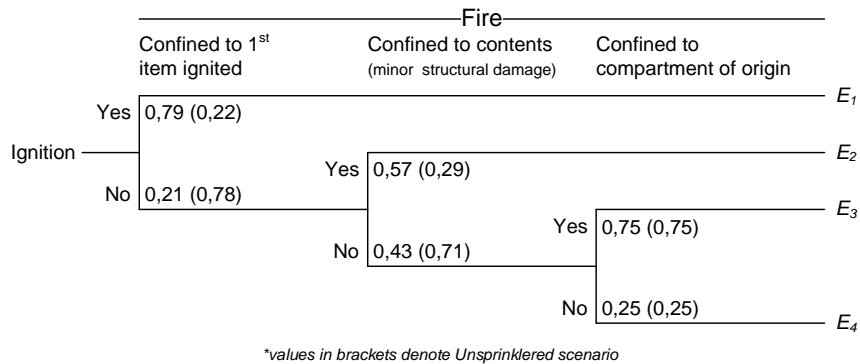 Fire
Confined to 1st
item ignited
Confined to contents
(minor structural damage)
Confined to
compartment of origin
E1
Yes 0,79 (0,22)
Ignition
E2
Yes 0,57 (0,29)
No 0,21 (0,78)
E3
Yes 0,75 (0,75)
No 0,43 (0,71)
No 0,25 (0,25)
E4
*values in brackets denote Unsprinklered scenario